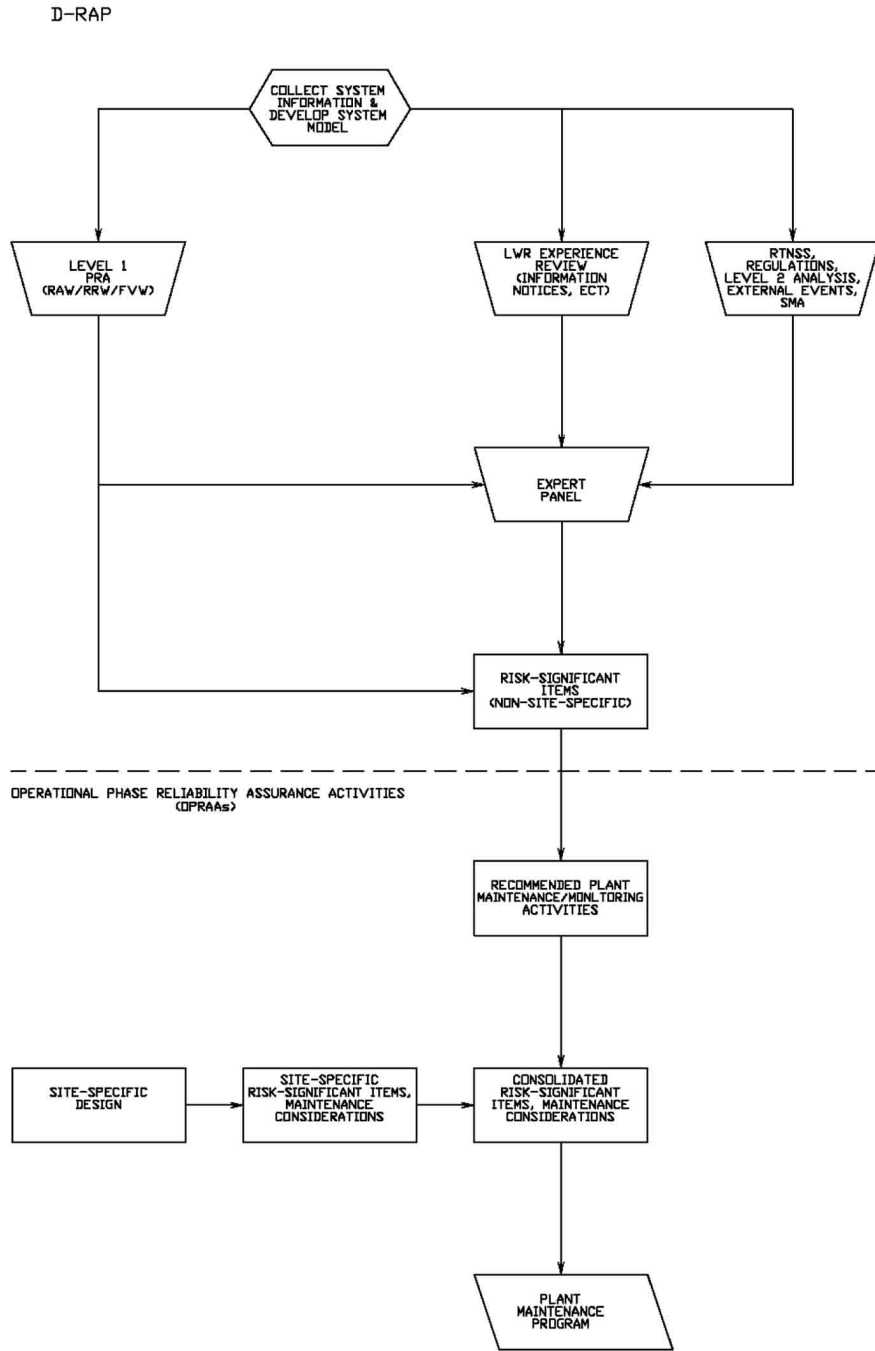 D-RAP
COLLECT SYSTEM
INFORMATION &
DEVELOP SYSTEM
MODEL
LEVEL 1
PRA
(RAW/RRW/FVW)
LWR EXPERIENCE
REVIEW
(INFORMATION
NOTICES, ECT)
RTNSS,
REGULATIONS,
LEVEL 2 ANALYSIS,
EXTERNAL EVENTS,
SMA
EXPERT
PANEL
RISK-SIGNIFICANT
ITEMS
(NON-SITE-SPECIFIC)
OPERATIONAL PHASE RELIABILITY ASSURANCE ACTIVITIES
(OPRAAs)
RECOMMENDED PLANT
MAINTENANCE/MONLTORING
ACTIVITIES
SITE-SPECIFIC
DESIGN
SITE-SPECIFIC
RISK-SIGNIFICANT ITEMS,
MAINTENANCE
CONSIDERATIONS
CONSOLIDATED
RISK-SIGNIFICANT
ITEMS, MAINTENANCE
CONSIDERATIONS
PLANT
MAINTENANCE
PROGRAM